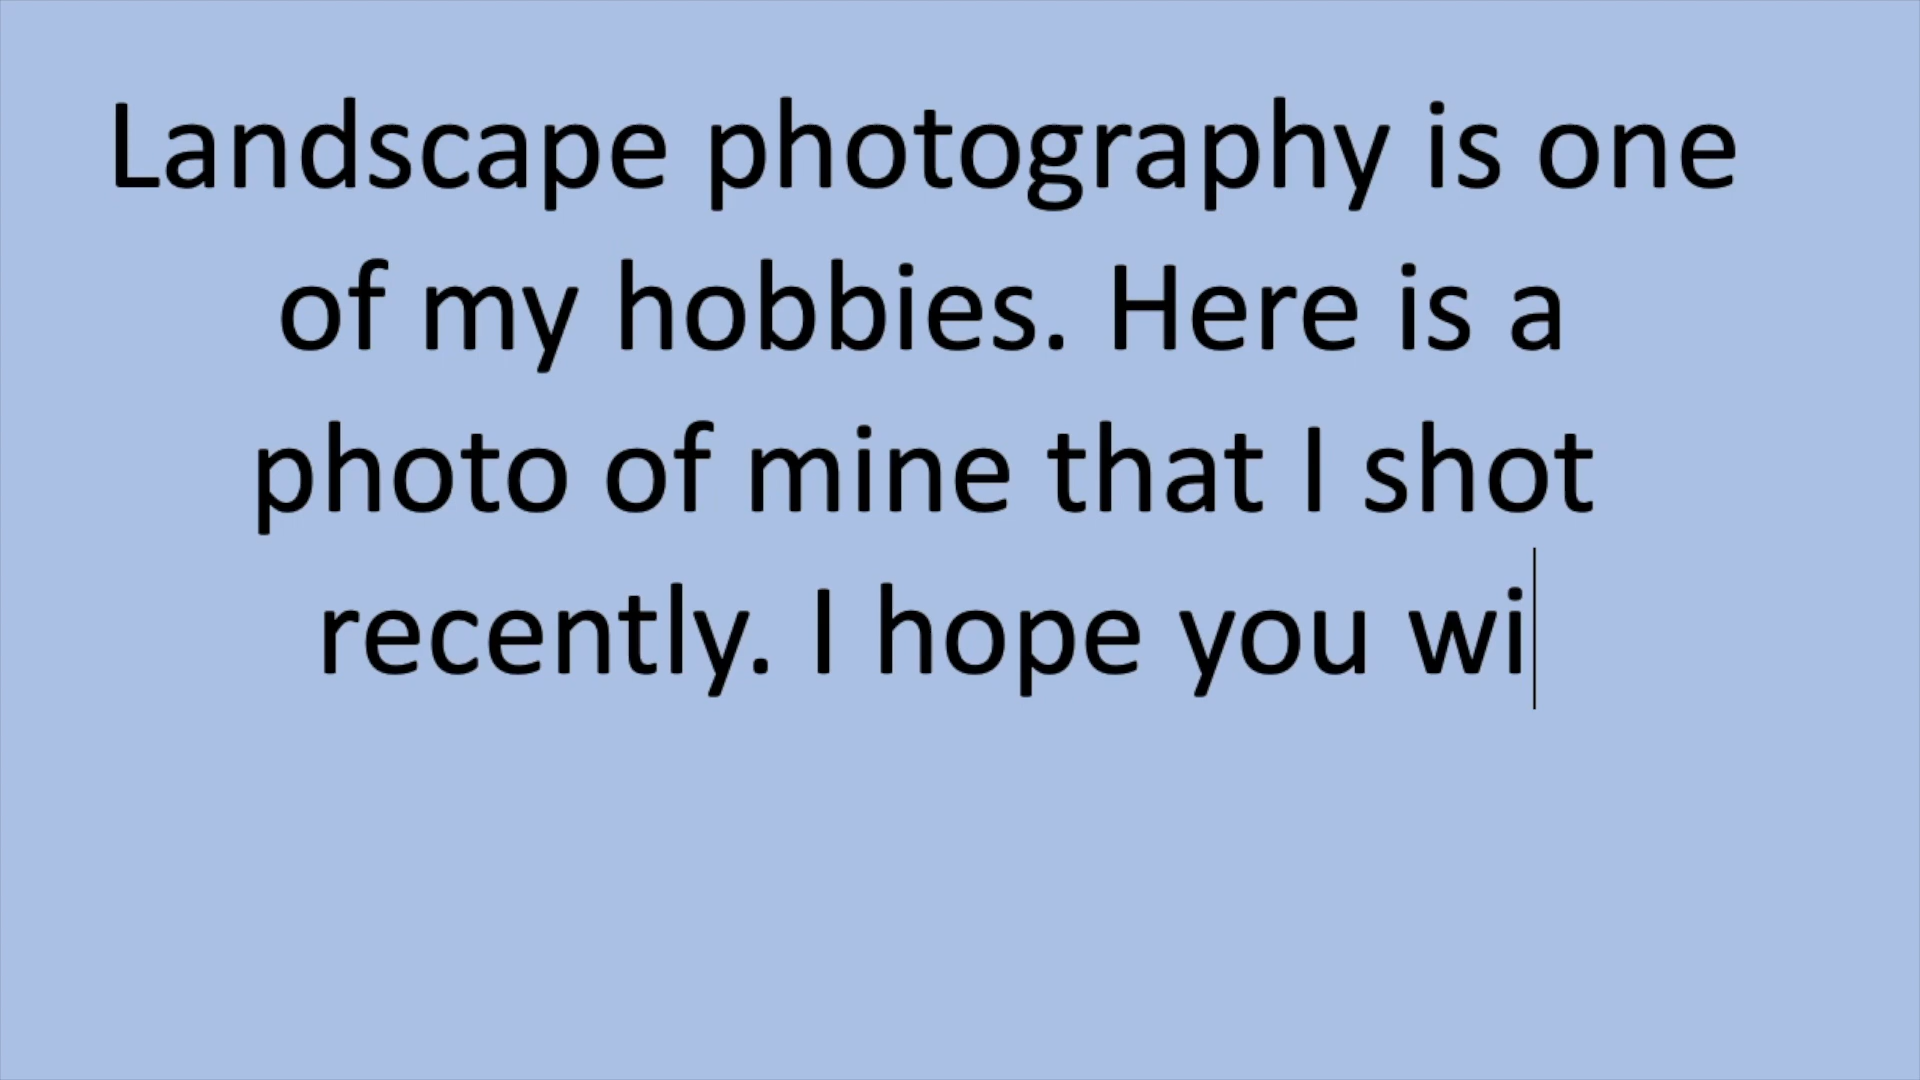 Landscape photography is one
of my hobbies. Here is a
photo of mine that I shot
recently. I hope you wi